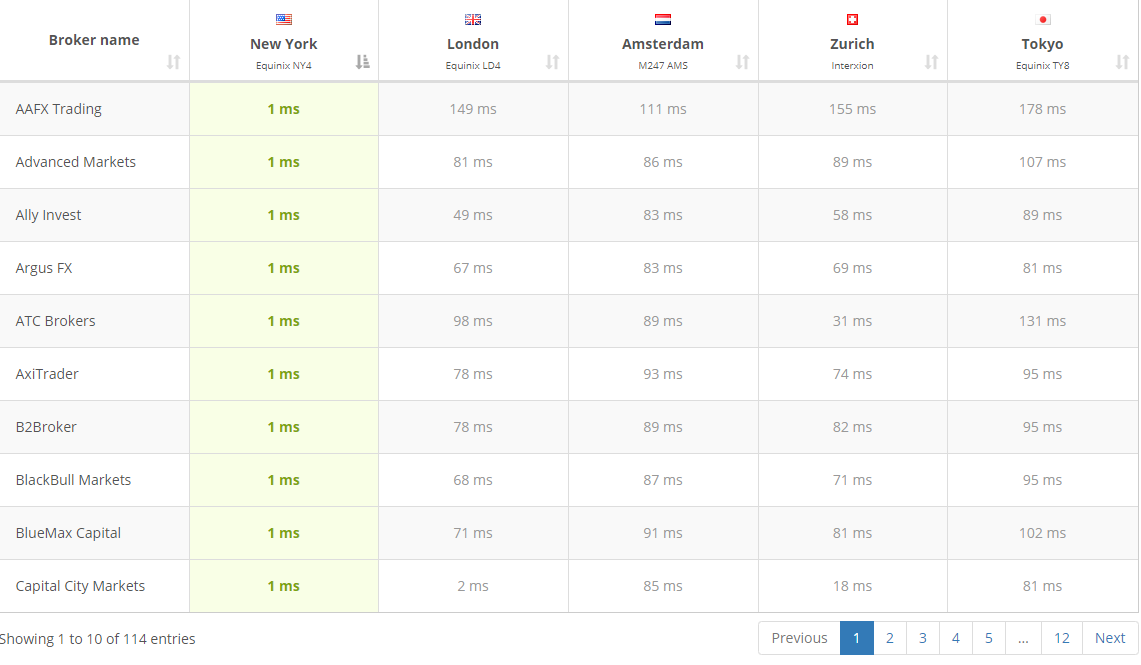 Broker name
New York
Equinix NY4
London
Equinix LD4
Amsterdam
M247 AMS
Zurich
Interxion
Tokyo
Equinix TY8
AAFX Trading 1 ms 149 ms 111 ms 155 ms 178 ms
Advanced Markets 1 ms 81 ms 86 ms 89 ms 107 ms
Ally Invest 1 ms 49 ms 83 ms 58 ms 89 ms
Argus FX 1 ms 67 ms 83 ms 69 ms 81 ms
ATC Brokers 1 ms 98 ms 89 ms 31 ms 131 ms
AxiTrader 1 ms 78 ms 93 ms 74 ms 95 ms
B2Broker 1 ms 78 ms 89 ms 82 ms 95 ms
BlackBull Markets 1 ms 68 ms 87 ms 71 ms 95 ms
BlueMax Capital 1 ms 71 ms 91 ms 81 ms 102 ms
Capital City Markets 1 ms 2 ms 85 ms 18 ms 81 ms
Showing 1 to 10 of 114 entries
Previous 1 2 3 4 5 ... 12 Next